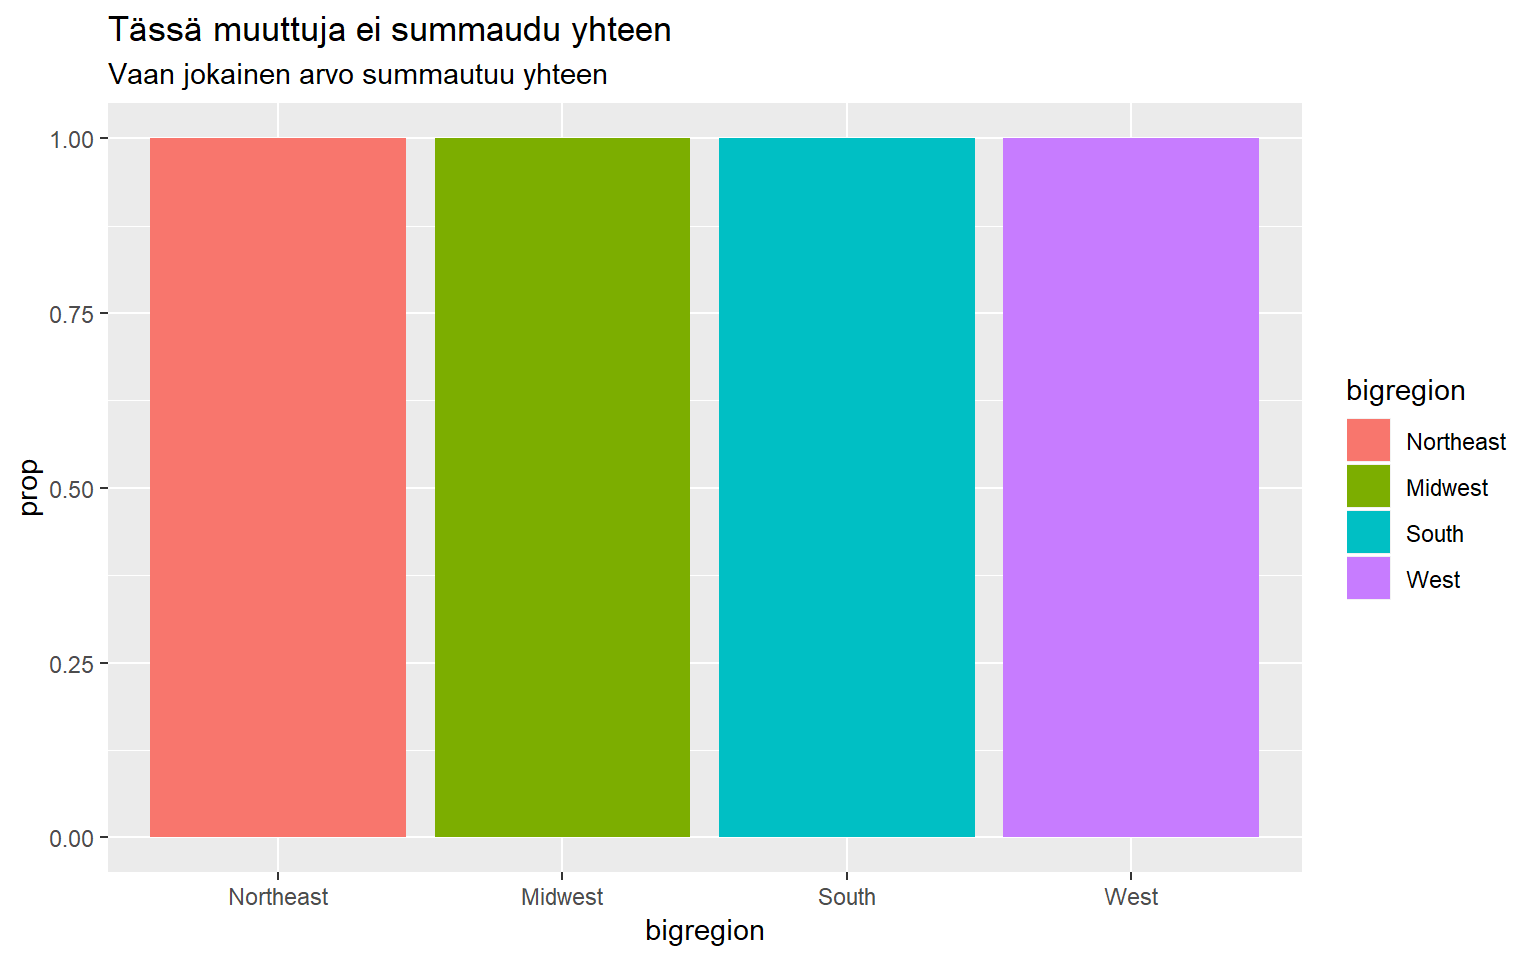 Tässä muuttuja ei summaudu yhteen
Vaan jokainen arvo summautuu yhteen
1.00
0.75
0.50
0.25
0.00
prop
Northeast Midwest South West
bigregion
bigregion
Northeast
Midwest
South
West